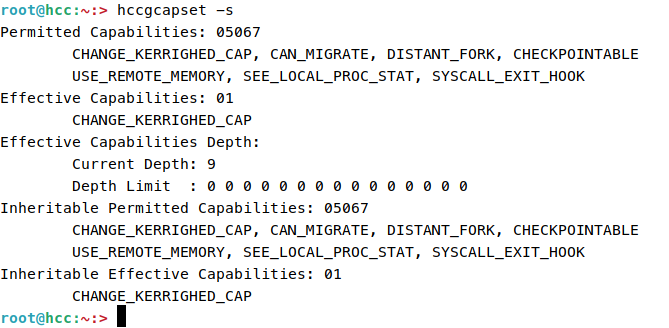 root@hcc:~:> hccgcapset -s
Permitted Capabilities: 05067
CHANGE_KERRIGHED_CAP, CAN_MIGRATE, DISTANT_FORK, CHECKPOINTABLE
USE_REMOTE_MEMORY, SEE_LOCAL_PROC_STAT, SYSCALL_EXIT_HOOK
Effective Capabilities: 01
CHANGE_KERRIGHED_CAP
Effective Capabilities Depth:
Current Depth: 9
Depth Limit  : 0 0 0 0 0 0 0 0 0 0 0 0 0 0 0
Inheritable Permitted Capabilities: 05067
CHANGE_KERRIGHED_CAP, CAN_MIGRATE, DISTANT_FORK, CHECKPOINTABLE
USE_REMOTE_MEMORY, SEE_LOCAL_PROC_STAT, SYSCALL_EXIT_HOOK
Inheritable Effective Capabilities: 01
CHANGE_KERRIGHED_CAP
root@hcc:~:>